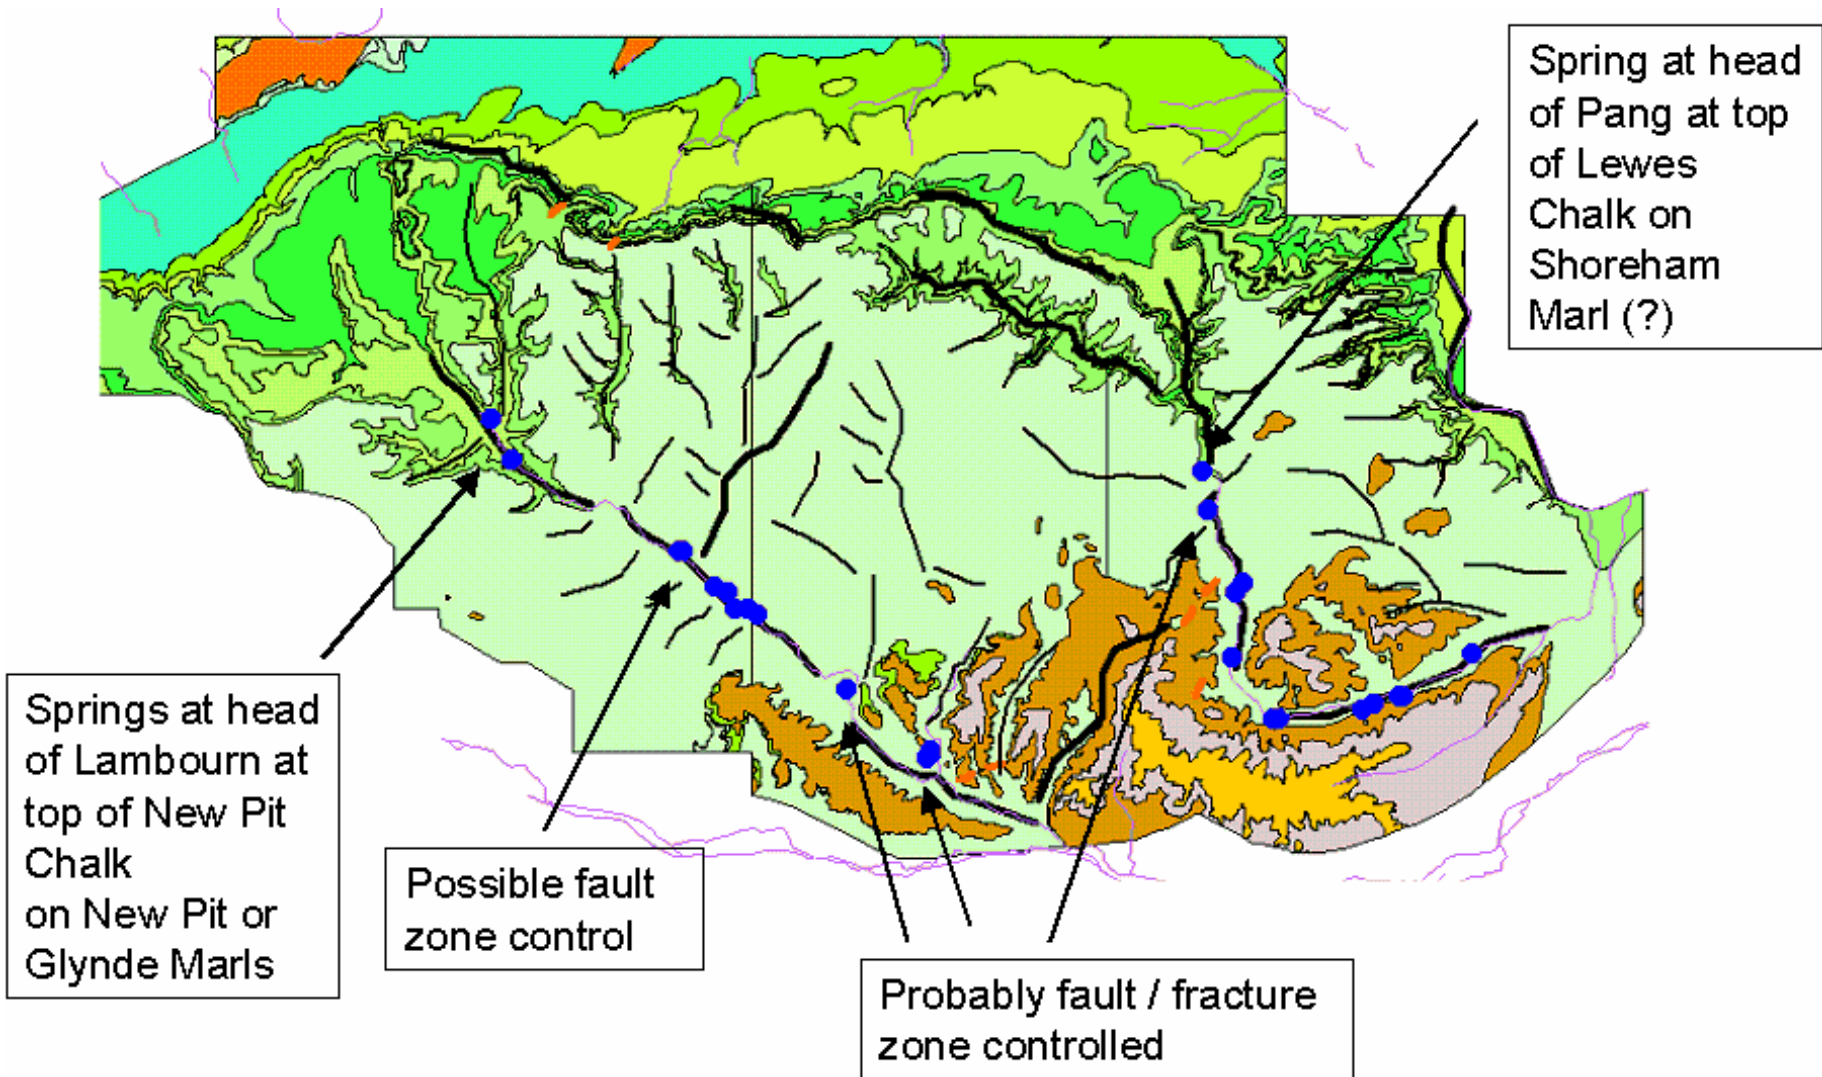 Spring at head
of Pang at top
of Lewes
Chalk on
Shoreham
Marl (?)
Springs at head
of Lambourn at
top of New Pit
Chalk
on New Pit or
Glynde Marls
Possible fault
zone control
Probably fault / fracture
zone controlled